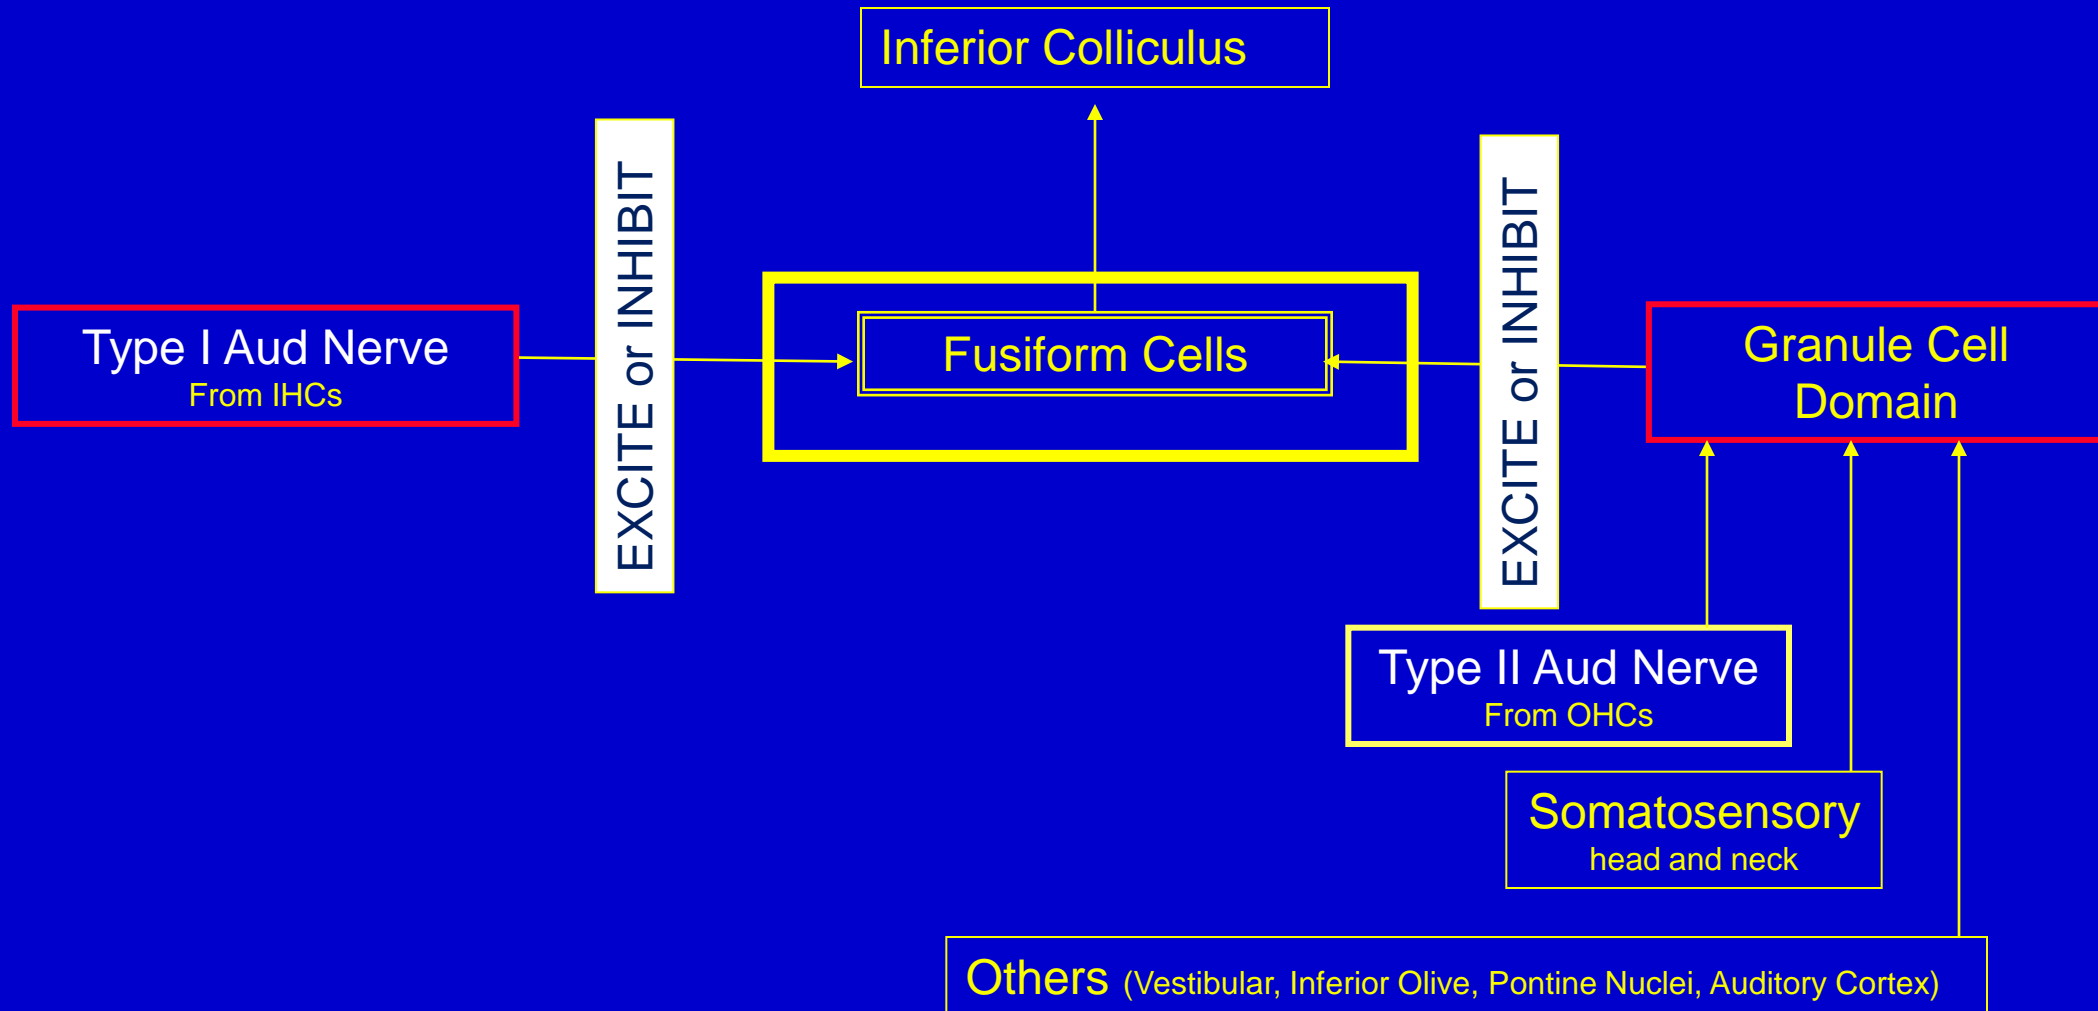 Inferior Colliculus
EXCITE or INHIBIT
EXCITE or INHIBIT
Type I Aud Nerve
From IHCs
Fusiform Cells
Granule Cell
Domain
Type II Aud Nerve
From OHCs
Somatosensory
head and neck
Others (Vestibular, Inferior Olive, Pontine Nuclei, Auditory Cortex)